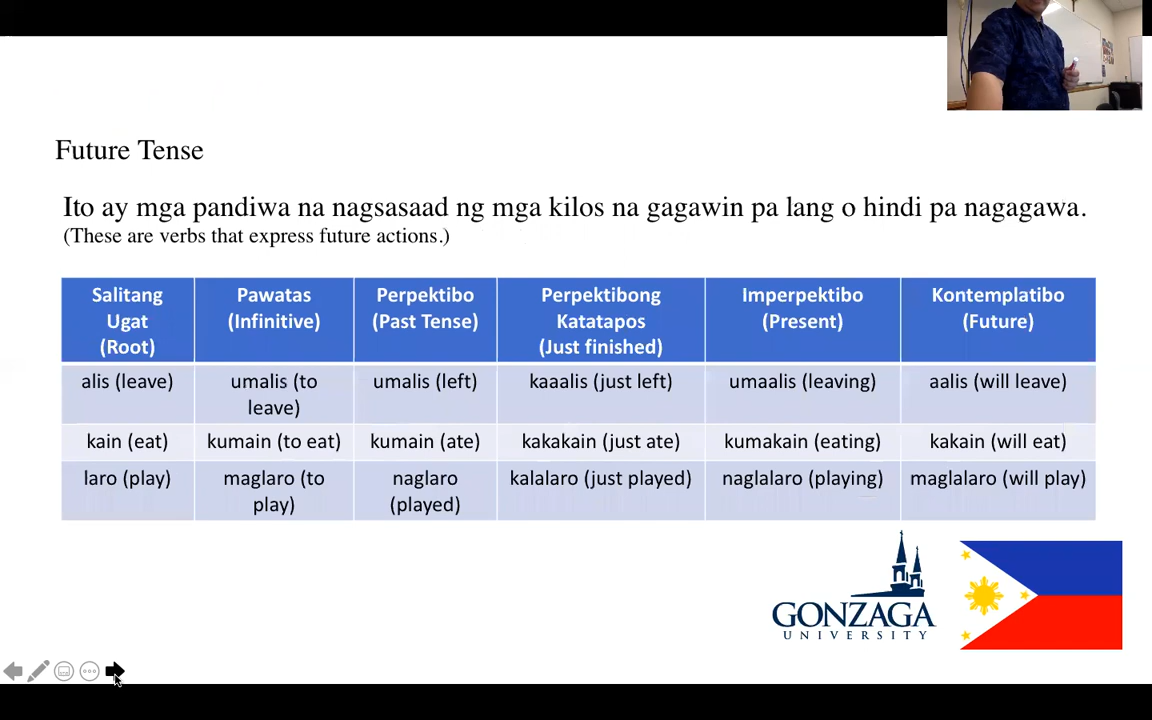 Future Tense
Ito ay mga pandiwa na nagsasaad ng mga kilos na gagawin pa lang o hindi pa nagagawa.
(These are verbs that express future actions.)
Salitang Ugat (Root)
Pawatas (Infinitive)
Perpektibo (Past Tense)
Perpektibong Katatapos (Just finished)
Imperpektibo (Present)
Kontemplatibo (Future)
alis (leave)
umalis (to leave)
umalis (left)
kaaalis (just left)
umaalis (leaving)
aalis (will leave)
kain (eat)
kumain (to eat)
kumain (ate)
kakakain (just ate)
kumakain (eating)
kakain (will eat)
laro (play)
maglaro (to play)
naglaro (played)
kalalaro (just played)
naglalaro (playing)
maglalaro (will play)
GONZAGA
UNIVERSITY